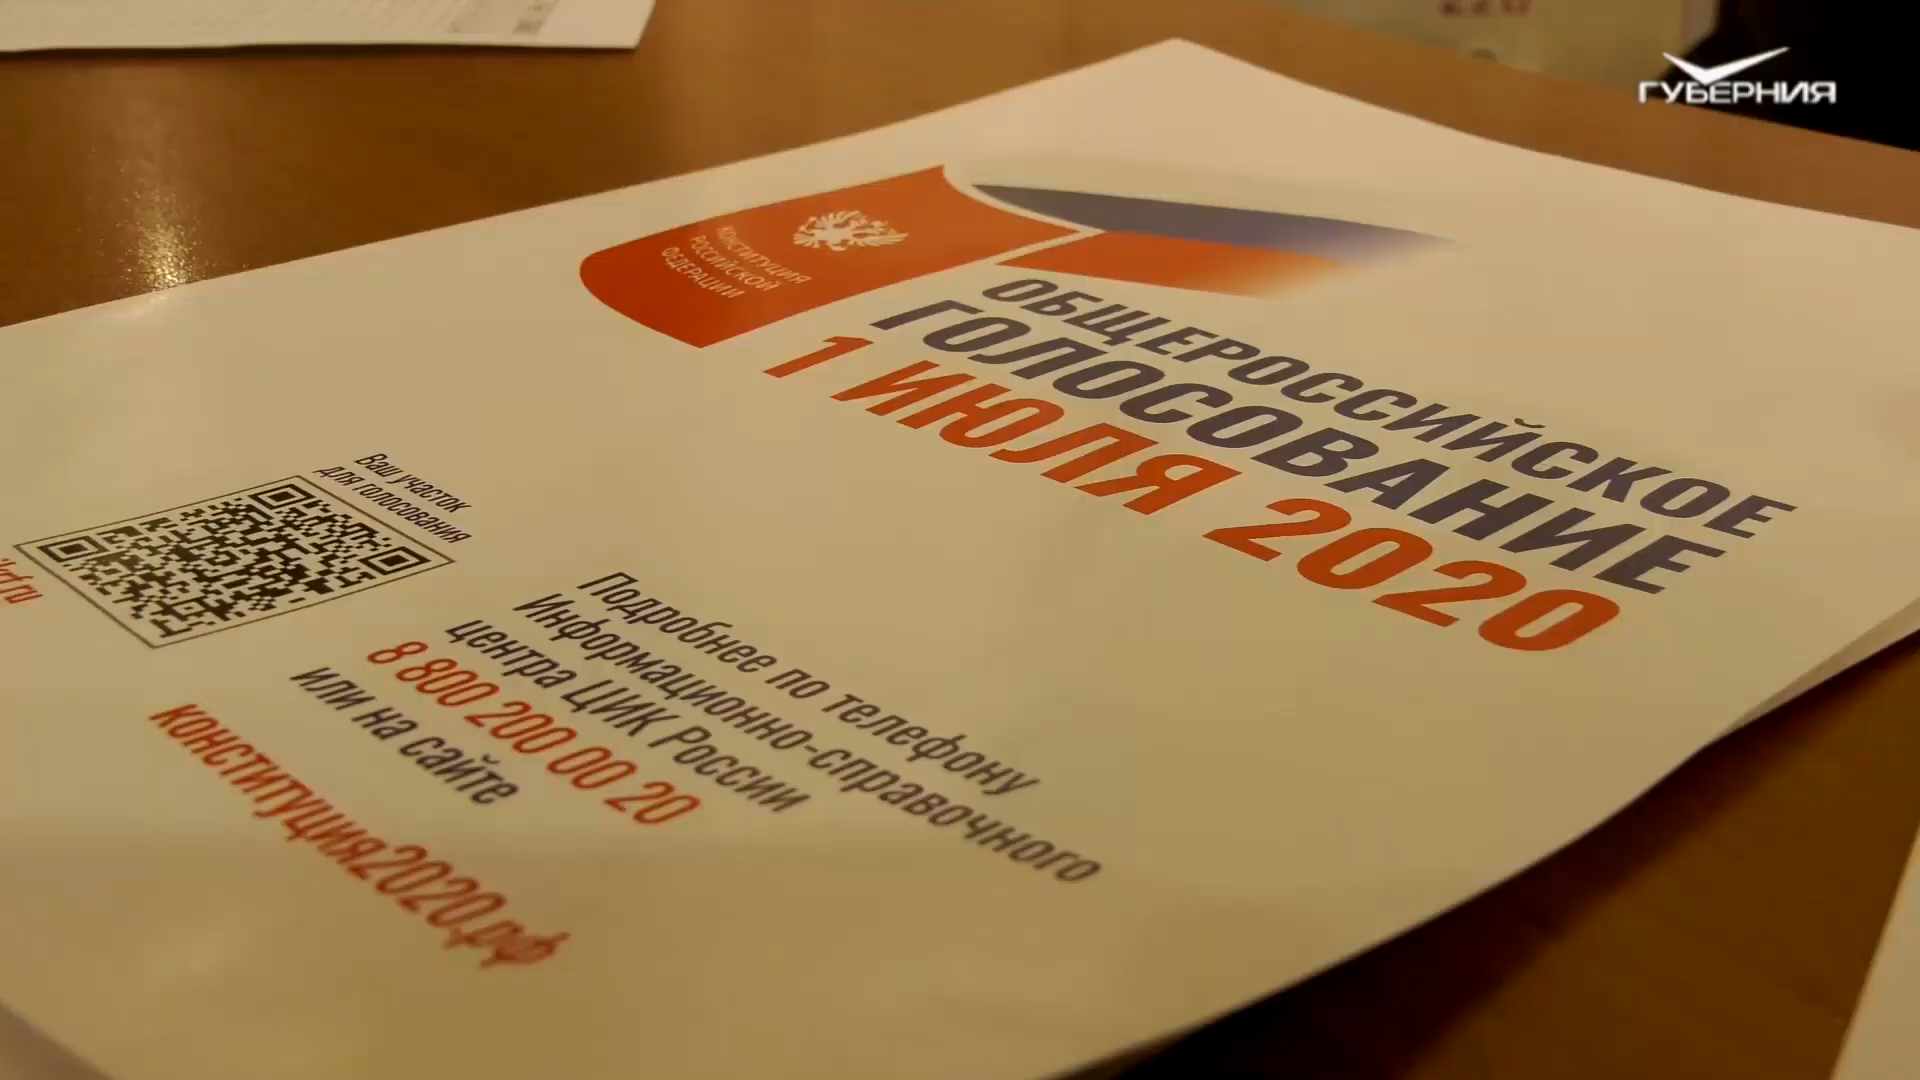 ГУБЕРНИЯ
КОНСТИТУЦИЯ
РОССИЙСКОЙ
ФЕДЕРАЦИИ
ОБЩЕРОССИЙСКОЕ
ГОЛОСОВАНИЕ
1 ИЮЛЯ 2020
Ваш участок
для голосования
Подробнее по телефону
Информационно-справочного
центра ЦИК России
8 800 200 00 20
или на сайте
конституция2020.рф